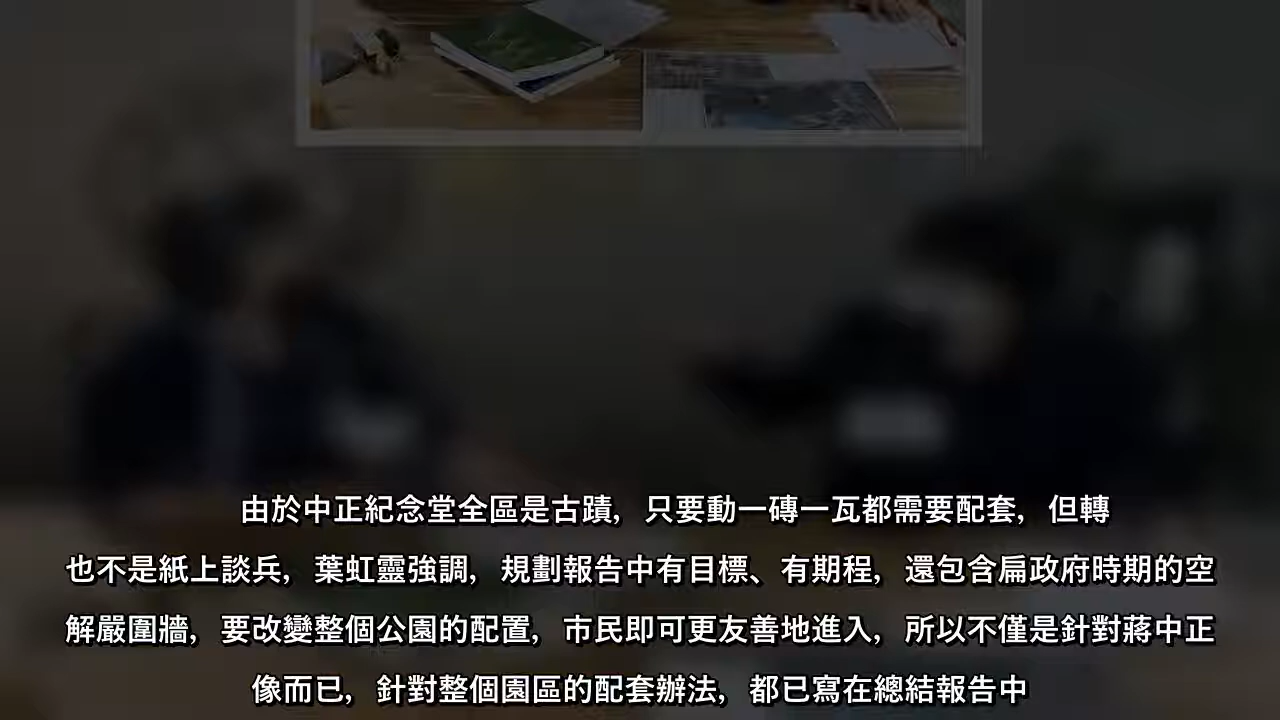 由於中正紀念堂全區是古蹟，只要動一磚一瓦都需要配套，但轉
也不是紙上談兵，葉虹靈強調，規劃報告中有目標、有期程，還包含扁政府時期的空
解嚴圍牆，要改變整個公園的配置，市民即可更友善地進入，所以不僅是針對蔣中正
像而已，針對整個園區的配套辦法，都已寫在總結報告中